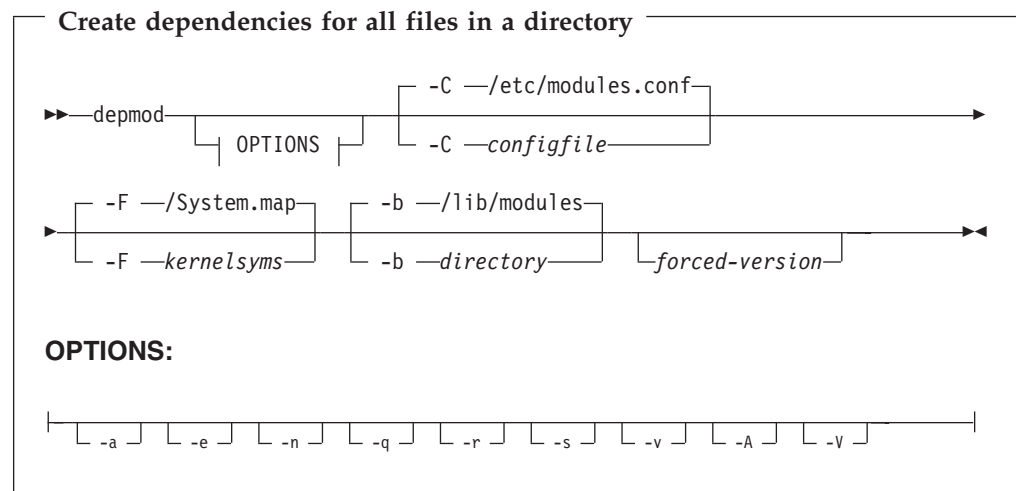 Create dependencies for all files in a directory
-C /etc/modules.conf
depmod
OPTIONS
-C configfile
-F /System.map
-b /lib/modules
-F kernelsyms
-b directory
forced-version
OPTIONS:
-a -e -n -q -r -s -v -A -V